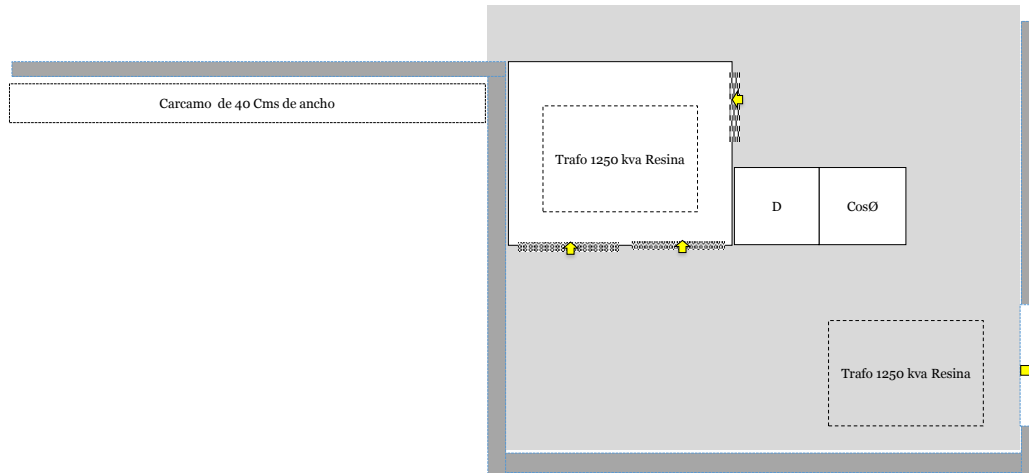 Carcamo de 40 Cms de ancho
Trafo 1250 kva Resina
D
CosØ
Trafo 1250 kva Resina